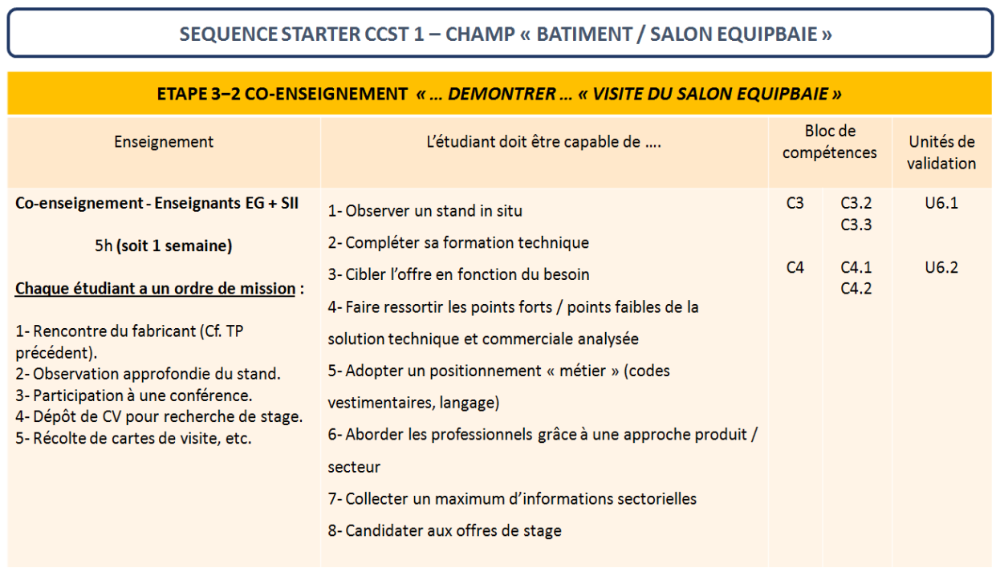 SEQUENCE STARTER CCST 1 – CHAMP « BATIMENT / SALON EQUIPBAIE »
ETAPE 3–2 CO-ENSEIGNEMENT « … DEMONTRER … « VISITE DU SALON EQUIPBAIE »
Enseignement
L’étudiant doit être capable de ….
Bloc de
compétences
Unités de
validation
Co-enseignement - Enseignants EG + SII
5h (soit 1 semaine)
Chaque étudiant a un ordre de mission :
1- Rencontre du fabricant (Cf. TP
précédent).
2- Observation approfondie du stand.
3- Participation à une conférence.
4- Dépôt de CV pour recherche de stage.
5- Récolte de cartes de visite, etc.
1- Observer un stand in situ
2- Compléter sa formation technique
3- Cibler l’offre en fonction du besoin
4- Faire ressortir les points forts / points faibles de la
solution technique et commerciale analysée
5- Adopter un positionnement « métier » (codes
vestimentaires, langage)
6- Aborder les professionnels grâce à une approche produit /
secteur
7- Collecter un maximum d’informations sectorielles
8- Candidater aux offres de stage
C3
C3.2
C3.3
U6.1
C4
C4.1
C4.2
U6.2